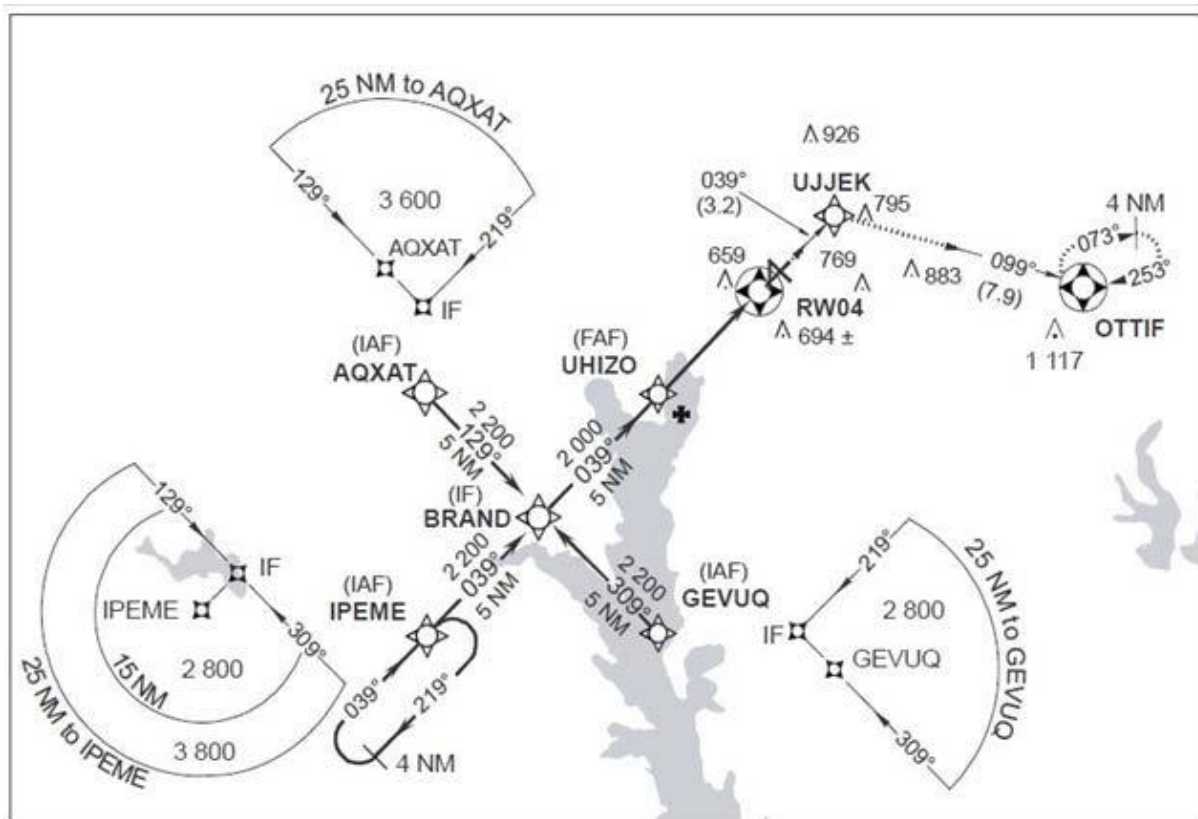 25 NM to AQXAT
129°
3 600
219°
AQXAT
IF
926
039°
(3.2)
UJJEK
795
4 NM
073°
253°
659
769
883
099°
(7.9)
RW04
694 ±
OTTIF
1 117
(IAF)
AQXAT
(FAF)
UHIZO
2 200
129°
5 NM
2 000
039°
5 NM
(IF)
BRAND
129°
IF
IPEME
309°
2 800
15 NM
3 800
25 NM to IPEME
(IAF)
IPEME
2 200
039°
5 NM
039°
219°
4 NM
2 200
309°
5 NM
(IAF)
GEVUQ
219°
IF
2 800
GEVUQ
309°
25 NM to GEVUQ